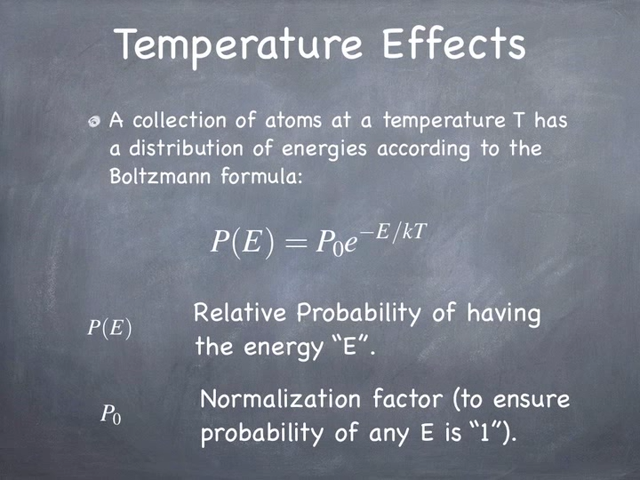 Temperature Effects
A collection of atoms at a temperature T has
a distribution of energies according to the
Boltzmann formula:
P(E) = P₀e^{−E/kT}
P(E)
Relative Probability of having
the energy “E”.
P₀
Normalization factor (to ensure
probability of any E is “1”).